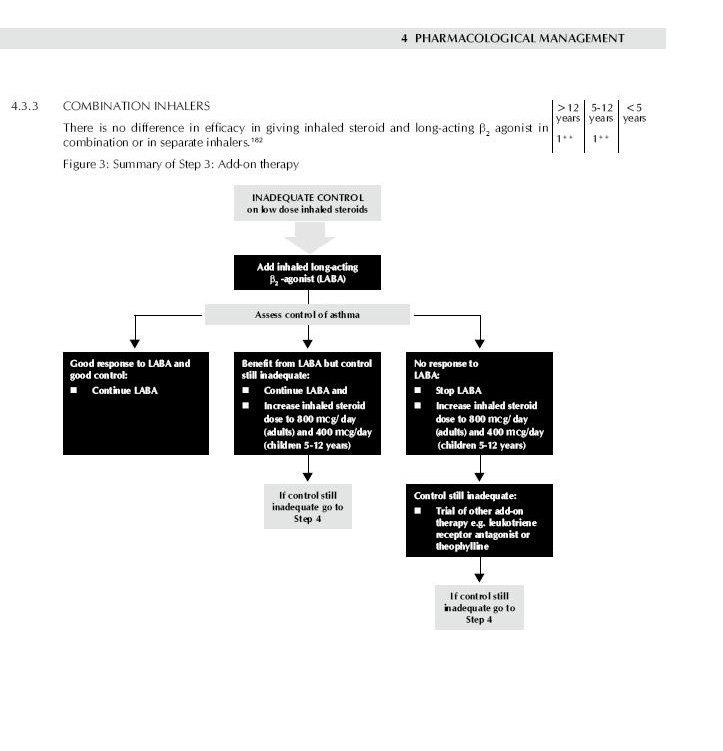 4 PHARMACOLOGICAL MANAGEMENT
4.3.3 COMBINATION INHALERS
There is no difference in efficacy in giving inhaled steroid and long-acting β₂ agonist in
combination or in separate inhalers.¹⁸²
>12 5-12 <5
years years years
1⁺⁺ 1⁺⁺
Figure 3: Summary of Step 3: Add-on therapy
INADEQUATE CONTROL
on low dose inhaled steroids
Add inhaled long-acting
β₂ -agonist (LABA)
Assess control of asthma
Good response to LABA and
good control:
■ Continue LABA
Benefit from LABA but control
still inadequate:
■ Continue LABA and
■ Increase inhaled steroid
dose to 800 mcg/ day
(adults) and 400 mcg/day
(children 5-12 years)
If control still
inadequate go to
Step 4
No response to
LABA:
■ Stop LABA
■ Increase inhaled steroid
dose to 800 mcg/ day
(adults) and 400 mcg/day
(children 5-12 years)
Control still inadequate:
■ Trial of other add-on
therapy e.g. leukotriene
receptor antagonist or
theophylline
If control still
inadequate go to
Step 4